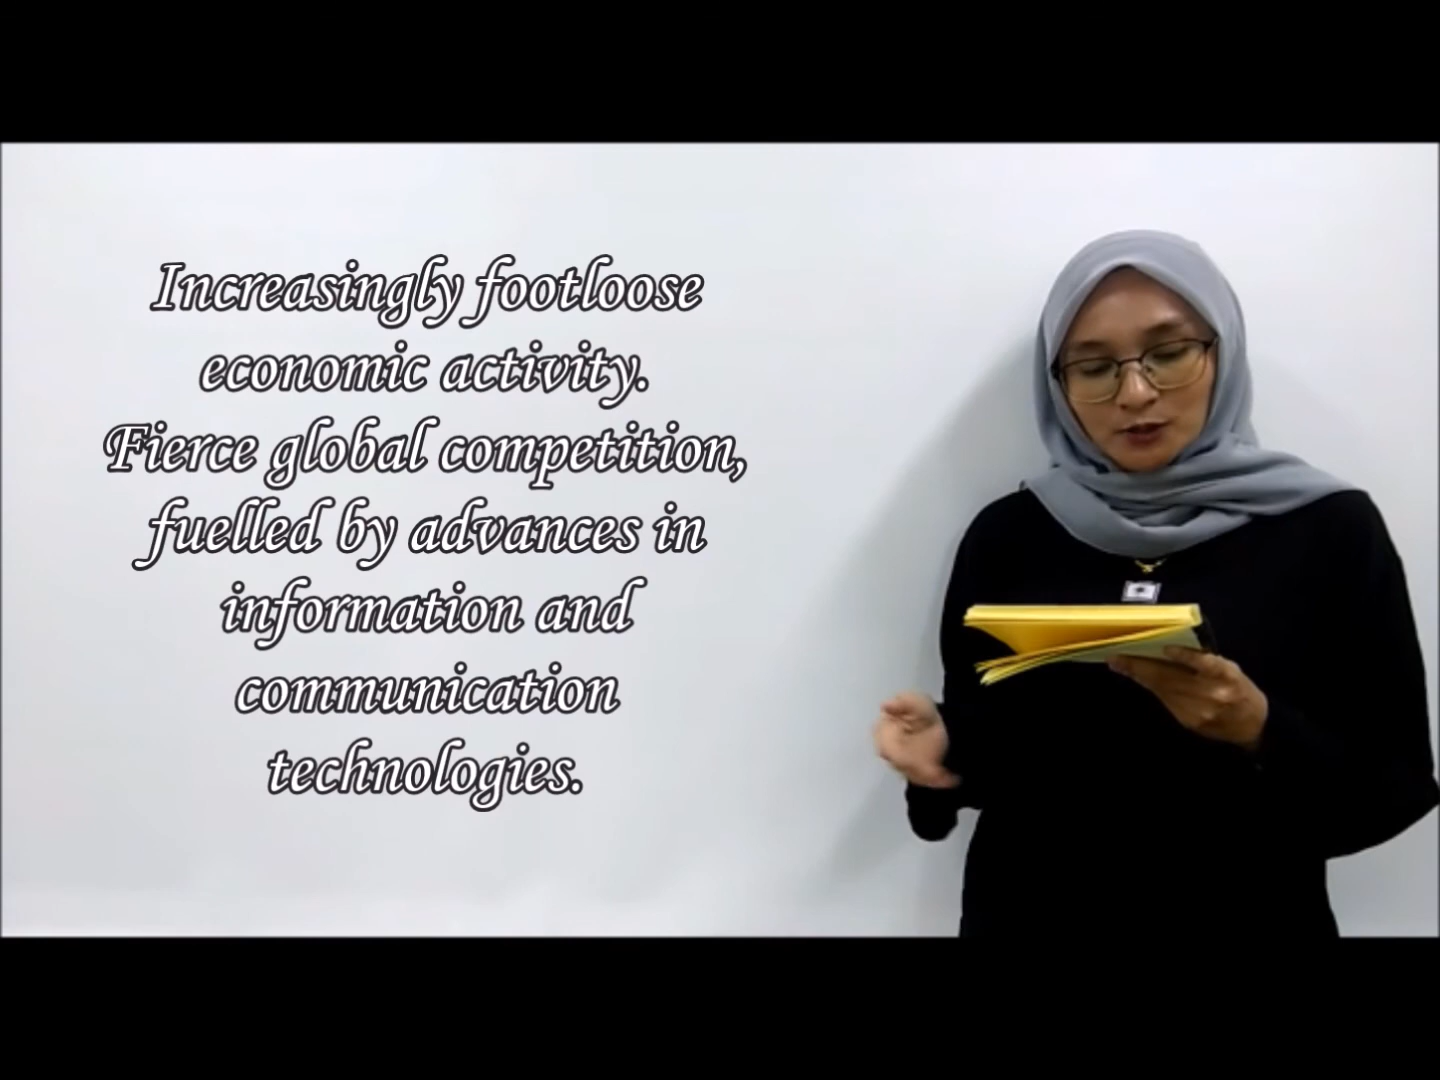 Increasingly footloose
economic activity.
Fierce global competition,
fuelled by advances in
information and
communication
technologies.